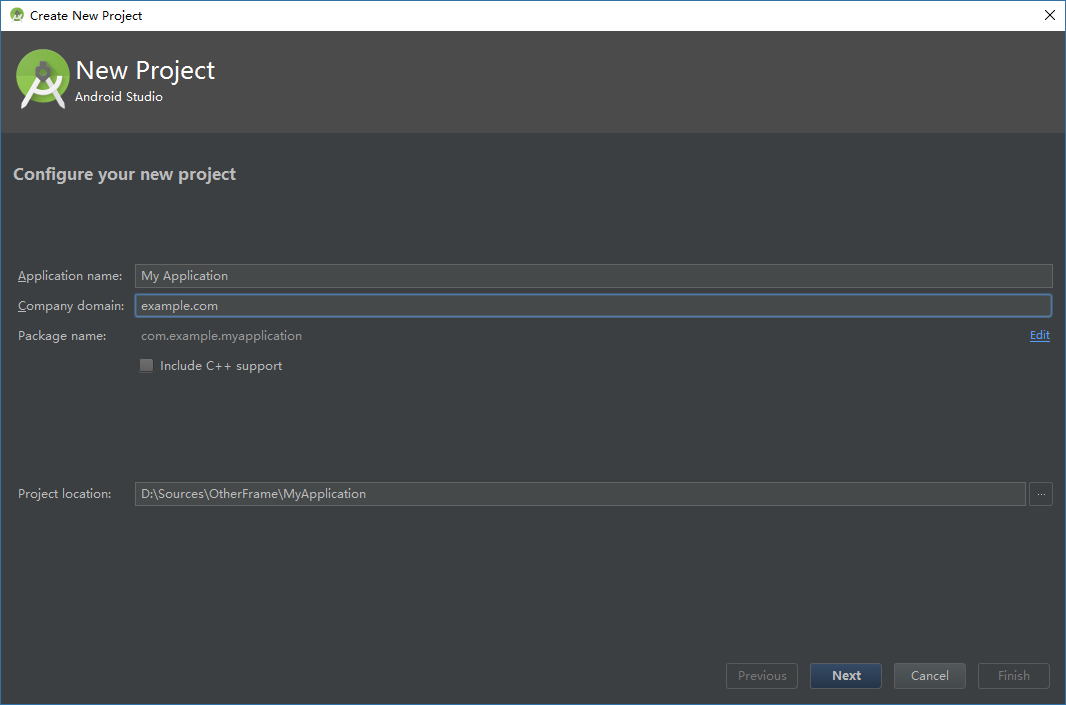 Create New Project
New Project
Android Studio
Configure your new project
Application name: My Application
Company domain: example.com
Package name: com.example.myapplication Edit
Include C++ support
Project location: D:\Sources\OtherFrame\MyApplication ...
Previous Next Cancel Finish